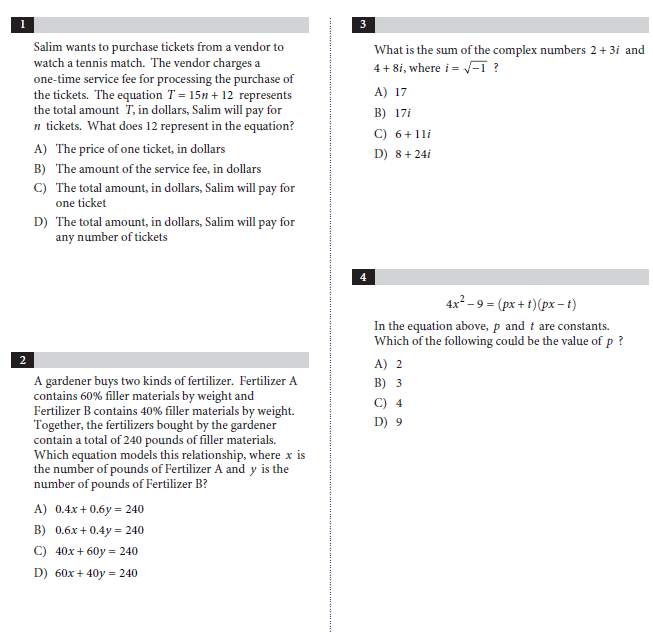 1
Salim wants to purchase tickets from a vendor to
watch a tennis match. The vendor charges a
one-time service fee for processing the purchase of
the tickets. The equation T = 15n + 12 represents
the total amount T, in dollars, Salim will pay for
n tickets. What does 12 represent in the equation?
A) The price of one ticket, in dollars
B) The amount of the service fee, in dollars
C) The total amount, in dollars, Salim will pay for
one ticket
D) The total amount, in dollars, Salim will pay for
any number of tickets
2
A gardener buys two kinds of fertilizer. Fertilizer A
contains 60% filler materials by weight and
Fertilizer B contains 40% filler materials by weight.
Together, the fertilizers bought by the gardener
contain a total of 240 pounds of filler materials.
Which equation models this relationship, where x is
the number of pounds of Fertilizer A and y is the
number of pounds of Fertilizer B?
A) 0.4x + 0.6y = 240
B) 0.6x + 0.4y = 240
C) 40x + 60y = 240
D) 60x + 40y = 240
3
What is the sum of the complex numbers 2 + 3i and
4 + 8i, where i = √−1 ?
A) 17
B) 17i
C) 6 + 11i
D) 8 + 24i
4
4x² − 9 = (px + t)(px − t)
In the equation above, p and t are constants.
Which of the following could be the value of p ?
A) 2
B) 3
C) 4
D) 9